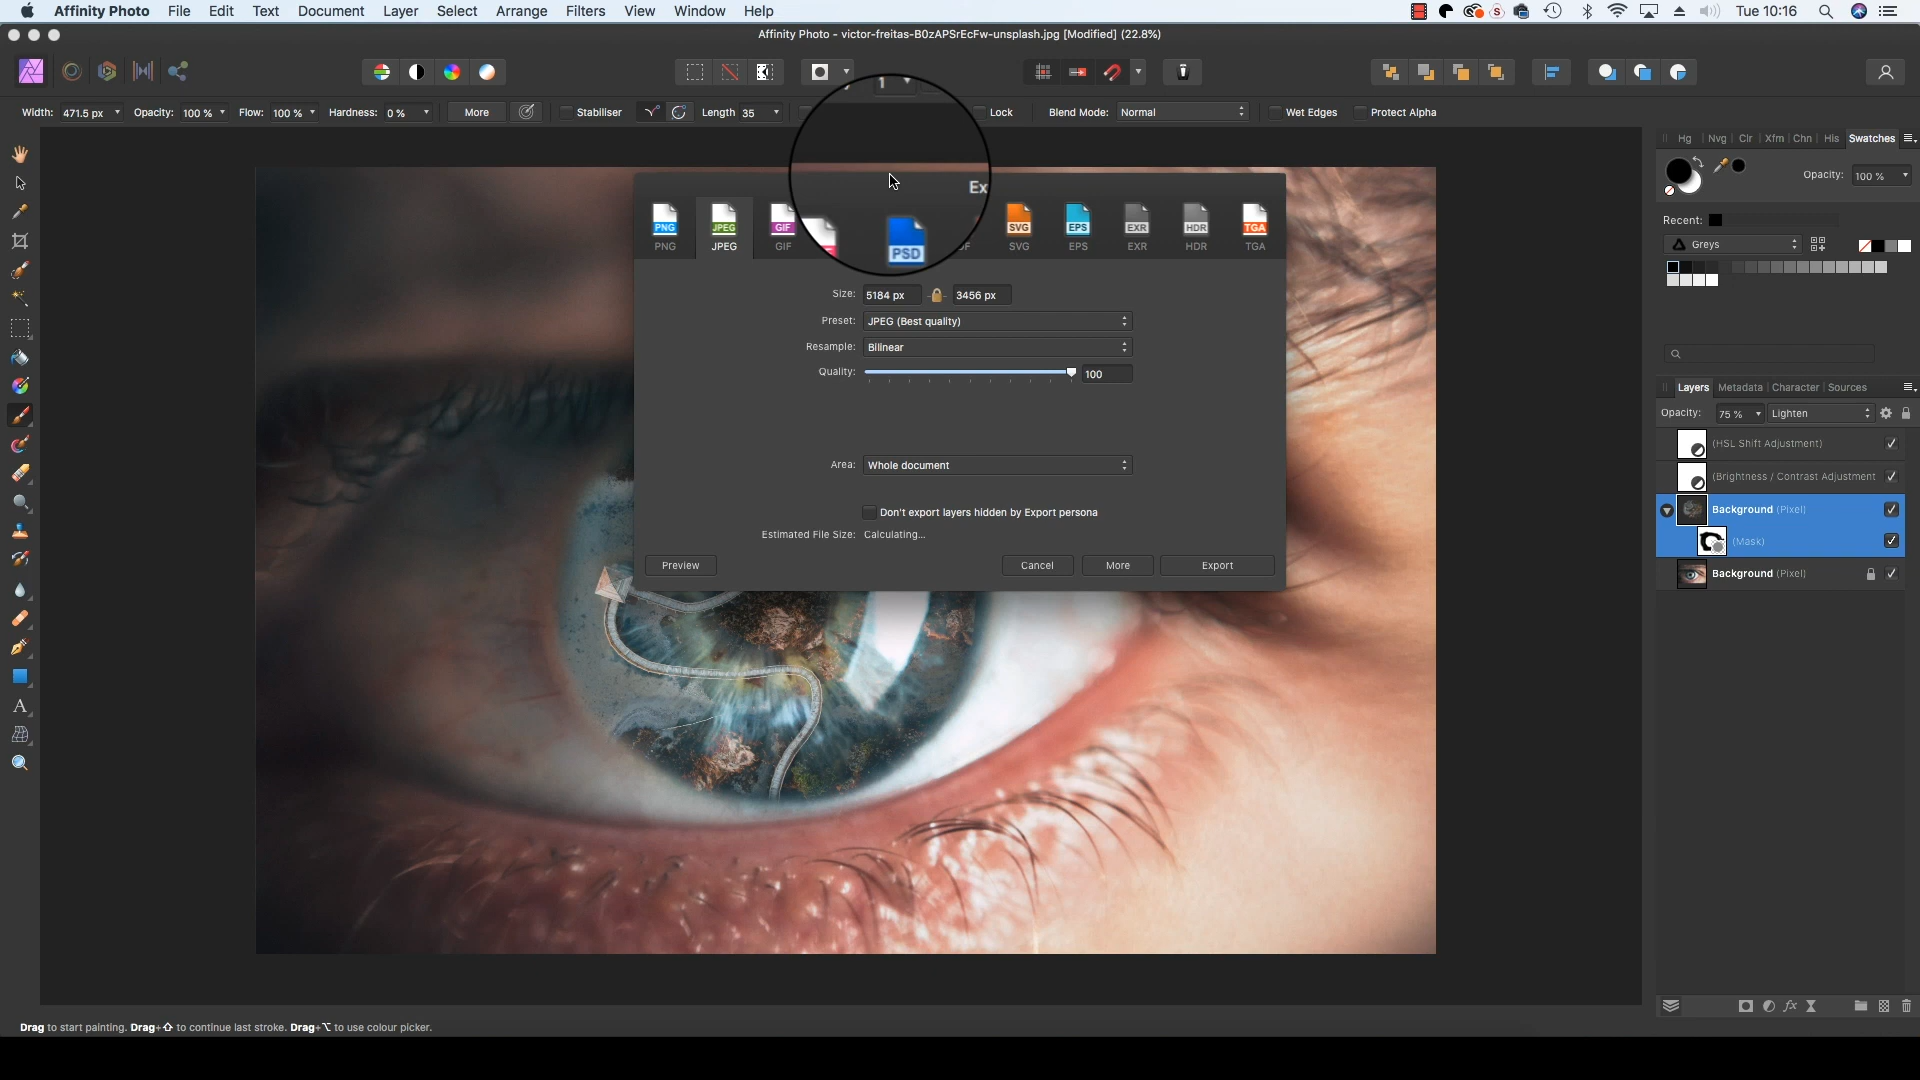 Affinity Photo File Edit Text Document Layer Select Arrange Filters View Window Help Tue 10:16
Affinity Photo - victor-freitas-B0zAPSrEcFw-unsplash.jpg [Modified] (22.8%)
Width: 471.5 px Opacity: 100 % Flow: 100 % Hardness: 0 % More Stabiliser Length 35 Lock Blend Mode: Normal Wet Edges Protect Alpha
Hg Nvg Clr Xfm Chn His Swatches
Opacity: 100 %
Recent:
Greys
Ex
PNG JPEG GIF PSD SVG EPS EXR HDR TGA
PNG JPEG GIF DF SVG EPS EXR HDR TGA
Size: 5184 px 3456 px
Preset: JPEG (Best quality)
Resample: Bilinear
Quality: 100
Area: Whole document
Don't export layers hidden by Export persona
Estimated File Size: Calculating...
Preview Cancel More Export
Layers Metadata Character Sources
Opacity: 75 % Lighten
(HSL Shift Adjustment)
(Brightness / Contrast Adjustment
Background (Pixel)
(Mask)
Background (Pixel)
Drag to start painting. Drag+⇧ to continue last stroke. Drag+⌥ to use colour picker.